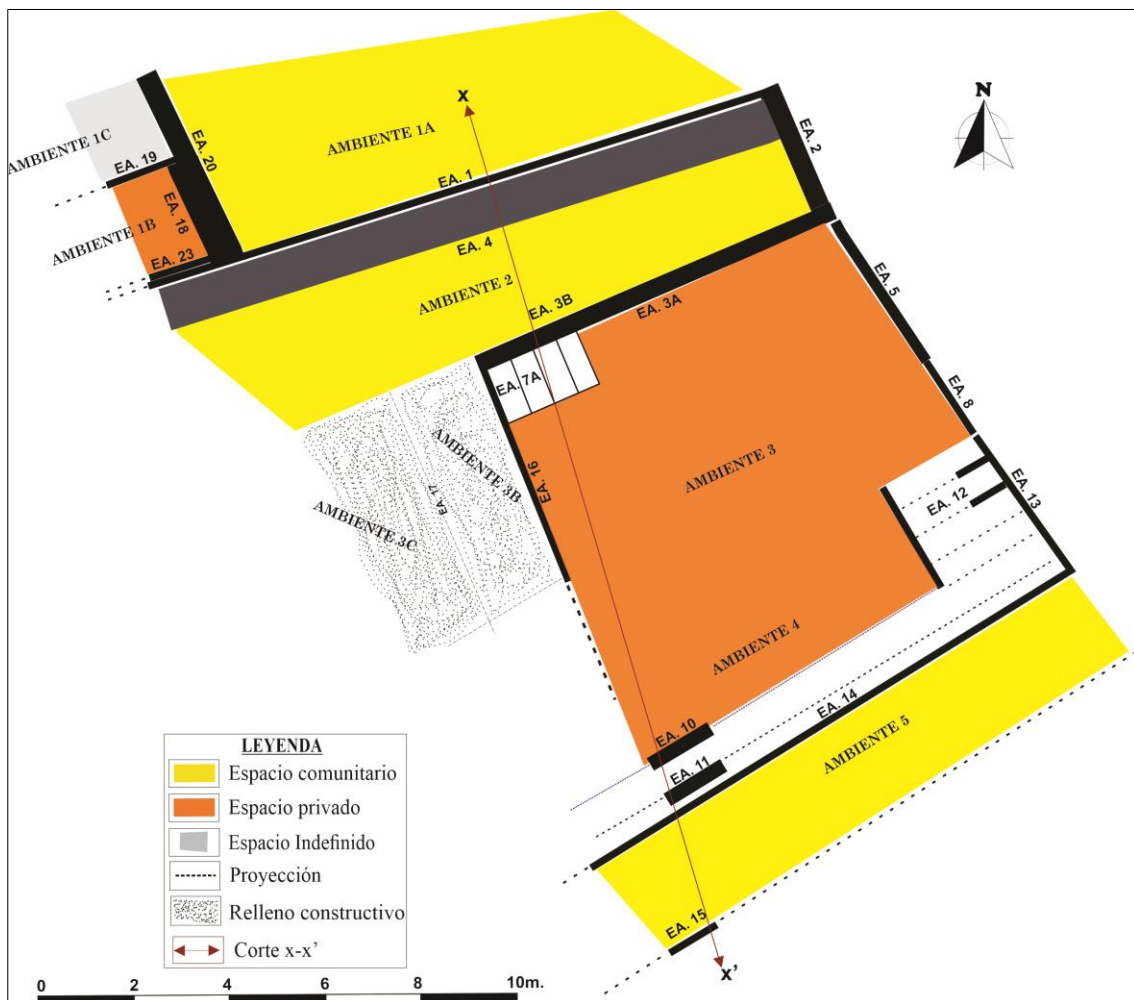 N
x
AMBIENTE 1C
AMBIENTE 1A
EA. 19
EA. 20
EA. 1
EA. 2
EA. 18
AMBIENTE 1B
EA. 23
EA. 4
AMBIENTE 2
EA. 3B
EA. 3A
EA. 5
EA. 7A
EA. 8
AMBIENTE 3
AMBIENTE 3B
EA. 16
EA. 17
AMBIENTE 3C
EA. 12
EA. 13
AMBIENTE 4
EA. 10
EA. 11
EA. 14
AMBIENTE 5
EA. 15
x'
LEYENDA
Espacio comunitario
Espacio privado
Espacio Indefinido
Proyección
Relleno constructivo
Corte x-x'
0 2 4 6 8 10m.